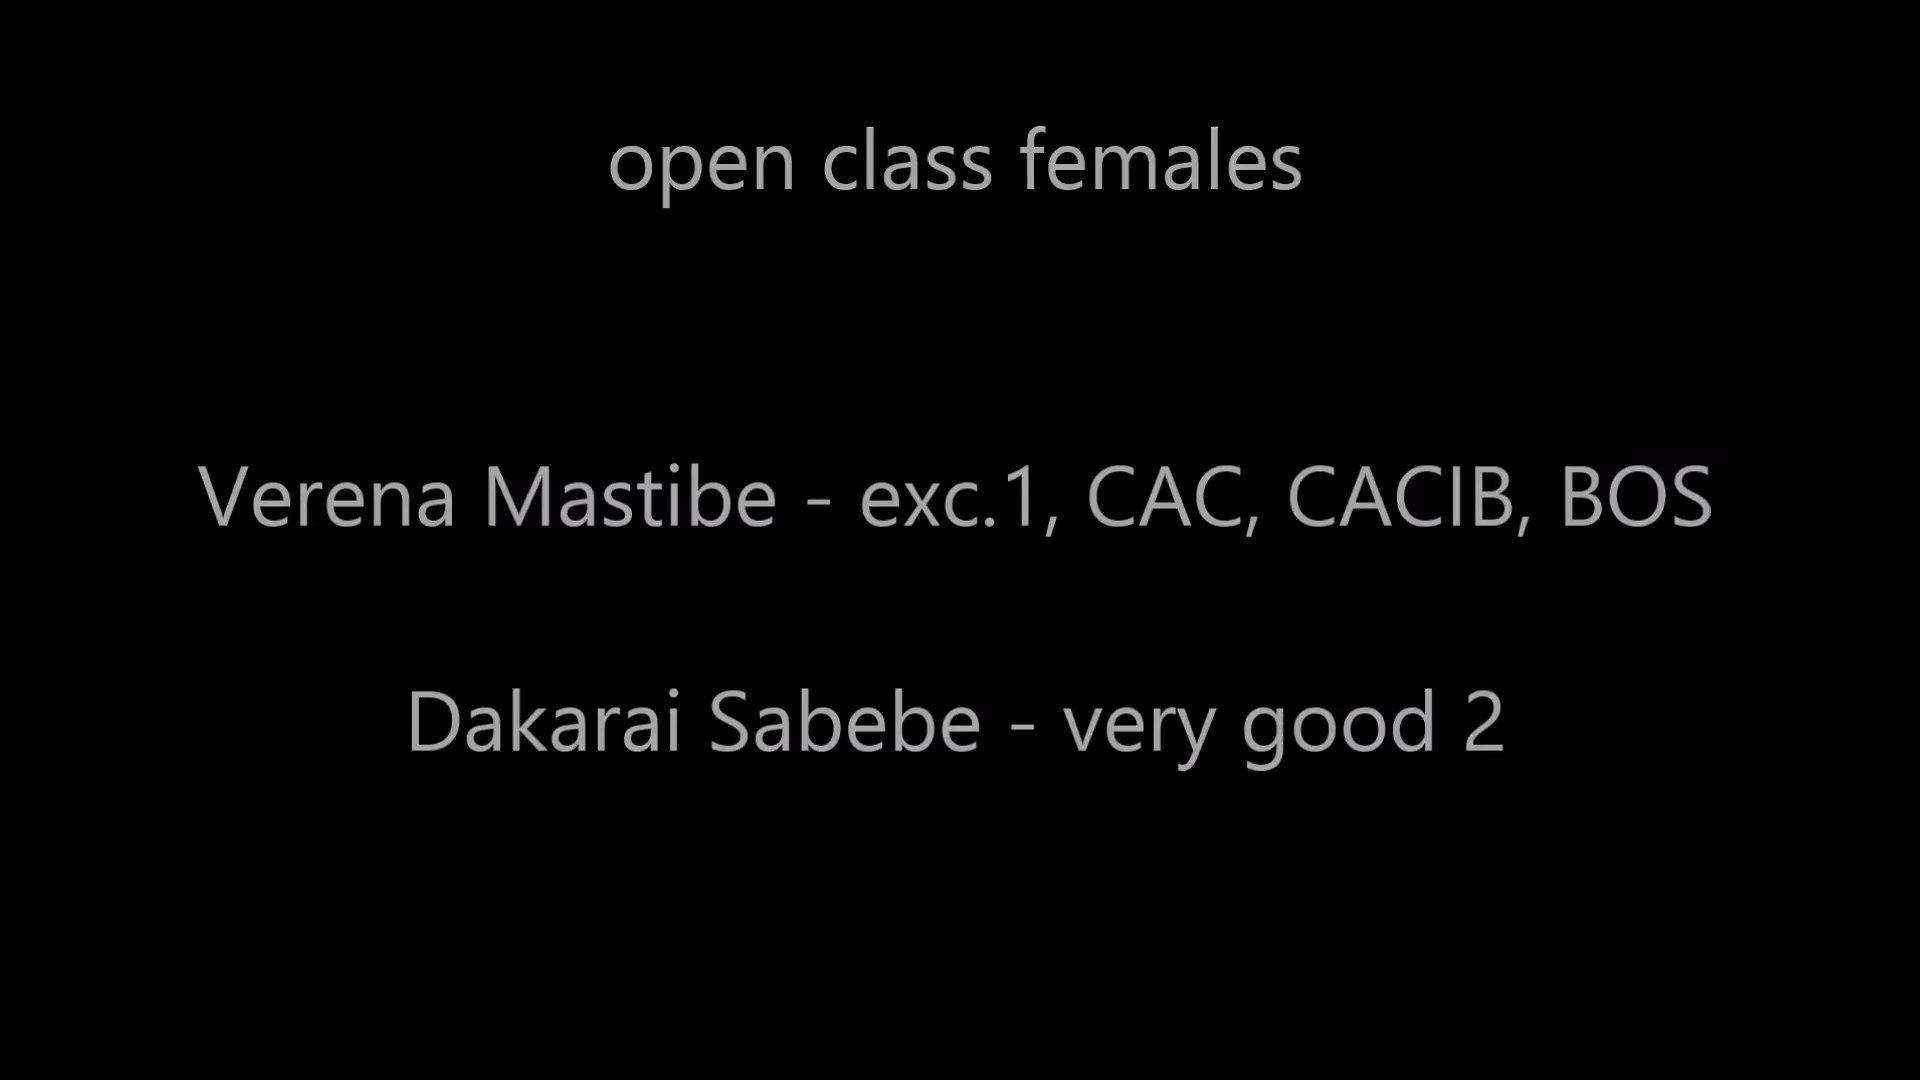 open class females
Verena Mastibe - exc.1, CAC, CACIB, BOS
Dakarai Sabebe - very good 2